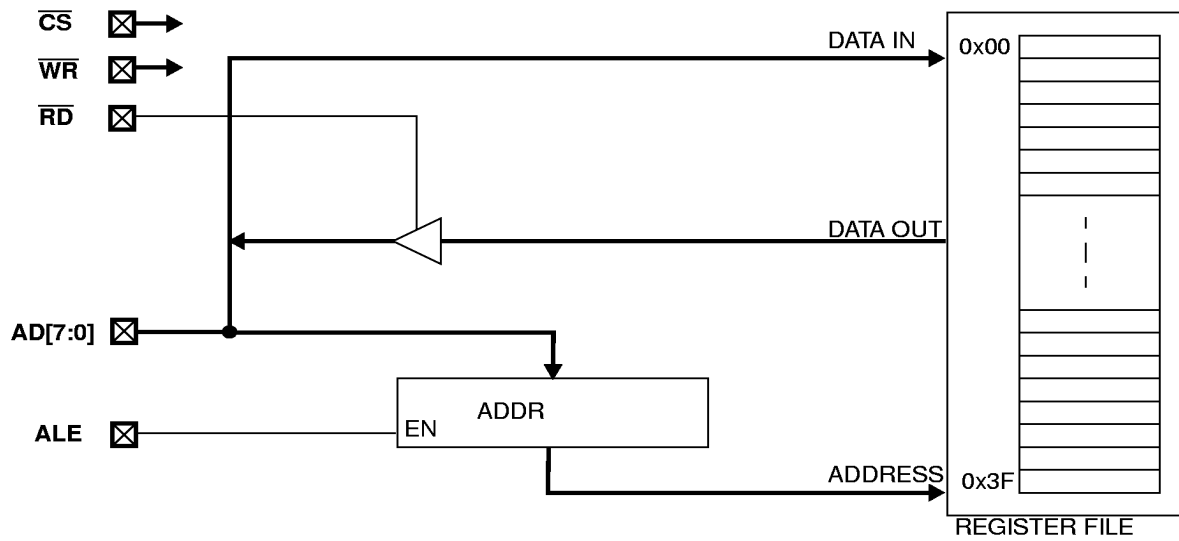 CS
WR
RD
DATA IN
0x00
DATA OUT
AD[7:0]
ADDR
EN
ALE
ADDRESS
0x3F
REGISTER FILE